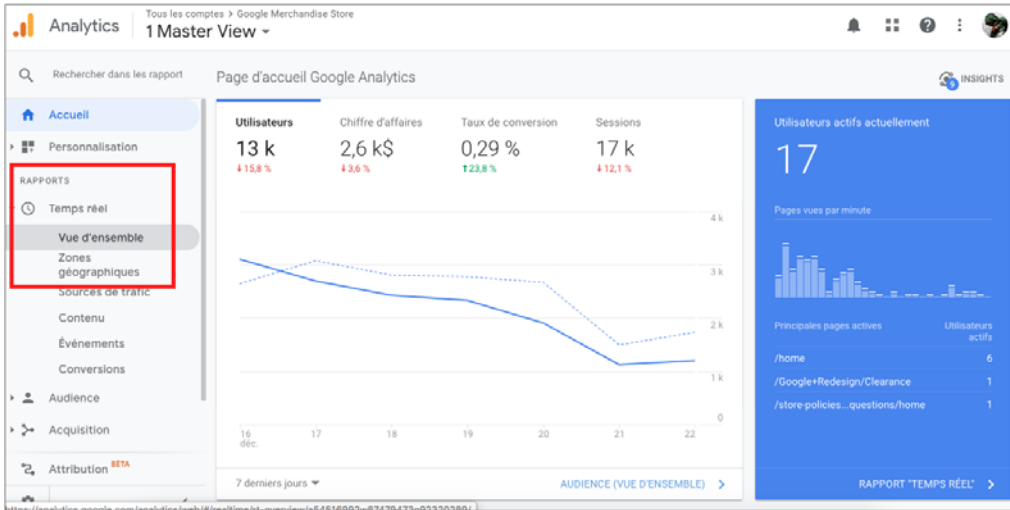 Analytics
Tous les comptes > Google Merchandise Store
1 Master View
Rechercher dans les rapport
Accueil
Personnalisation
RAPPORTS
Temps réel
Vue d'ensemble
Zones
géographiques
Sources de trafic
Contenu
Événements
Conversions
Audience
Acquisition
Attribution BÊTA
Page d'accueil Google Analytics
INSIGHTS
9
Utilisateurs Chiffre d'affaires Taux de conversion Sessions
13 k 2,6 k$ 0,29 % 17 k
15,8 % 3,6 % 23,8 % 12,1 %
4 k
3 k
2 k
1 k
0
16 17 18 19 20 21 22
déc.
7 derniers jours
AUDIENCE (VUE D'ENSEMBLE)
Utilisateurs actifs actuellement
17
Pages vues par minute
Principales pages actives Utilisateurs
actifs
/home 6
/Google+Redesign/Clearance 1
/store-policies...questions/home 1
RAPPORT "TEMPS RÉEL"